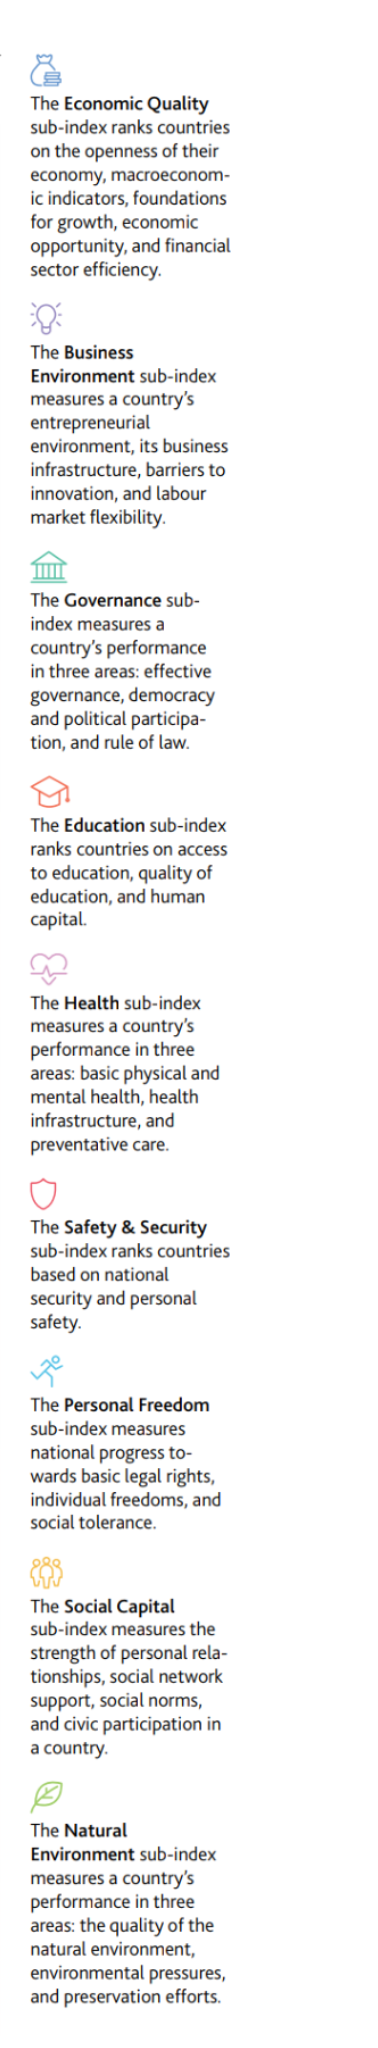 The Economic Quality
sub-index ranks countries
on the openness of their
economy, macroeconom-
ic indicators, foundations
for growth, economic
opportunity, and financial
sector efficiency.
The Business
Environment sub-index
measures a country's
entrepreneurial
environment, its business
infrastructure, barriers to
innovation, and labour
market flexibility.
The Governance sub-
index measures a
country's performance
in three areas: effective
governance, democracy
and political participa-
tion, and rule of law.
The Education sub-index
ranks countries on access
to education, quality of
education, and human
capital.
The Health sub-index
measures a country's
performance in three
areas: basic physical and
mental health, health
infrastructure, and
preventative care.
The Safety & Security
sub-index ranks countries
based on national
security and personal
safety.
The Personal Freedom
sub-index measures
national progress to-
wards basic legal rights,
individual freedoms, and
social tolerance.
The Social Capital
sub-index measures the
strength of personal rela-
tionships, social network
support, social norms,
and civic participation in
a country.
The Natural
Environment sub-index
measures a country's
performance in three
areas: the quality of the
natural environment,
environmental pressures,
and preservation efforts.